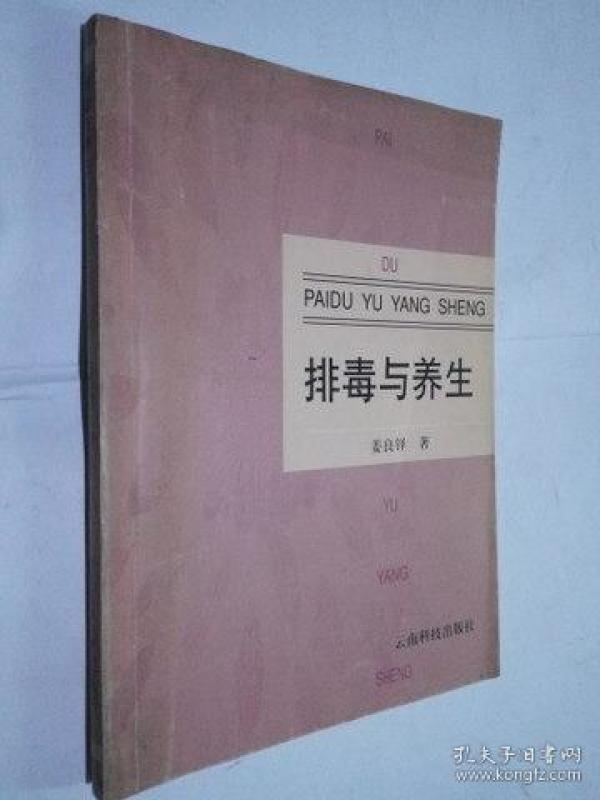 PAI
DU
PAIDU YU YANG SHENG
排毒与养生
姜良铎 著
YU
YANG
云南科技出版社
SHENG
孔夫子旧书网
www.kongfz.com